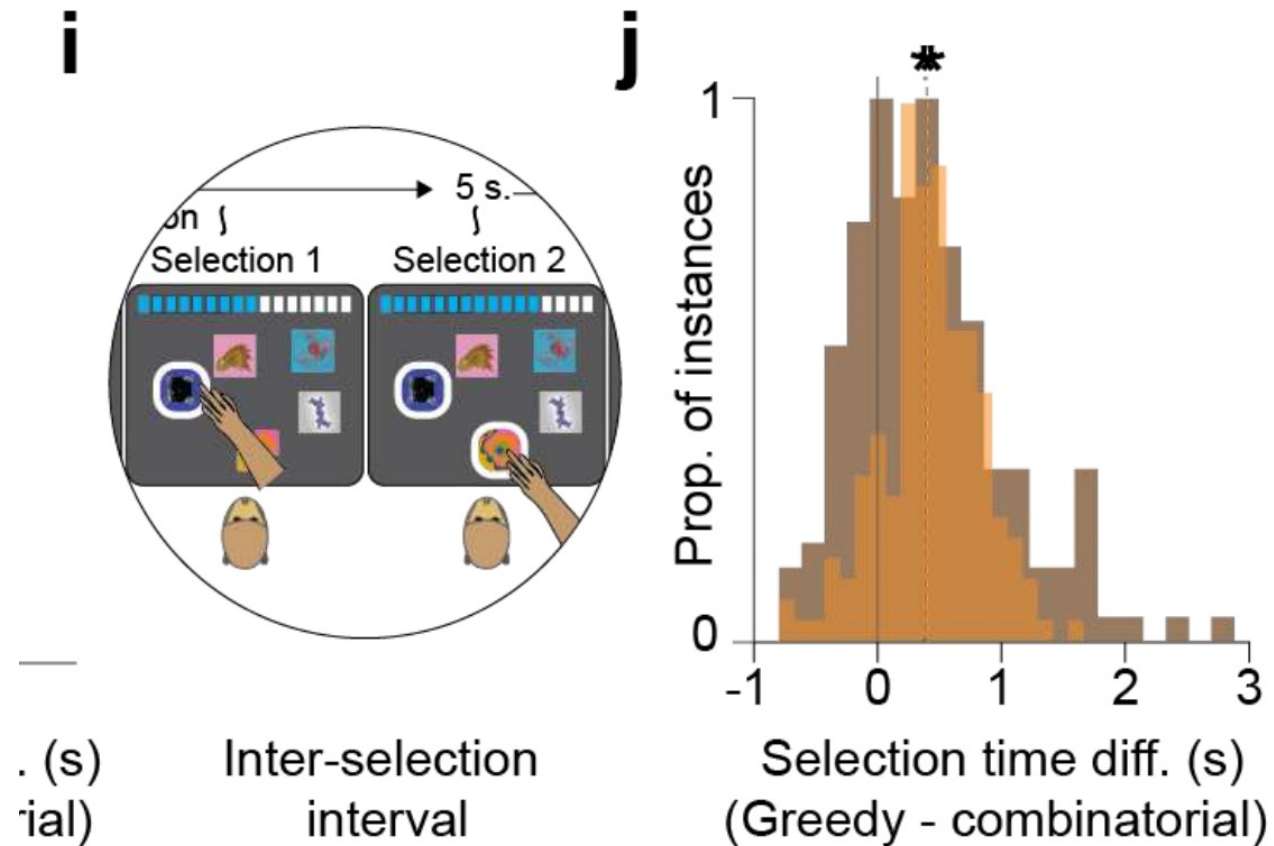 i
5 s.
on
Selection 1
Selection 2
. (s)
rial)
Inter-selection
interval
j
*
1
Prop. of instances
0
-1 0 1 2 3
Selection time diff. (s)
(Greedy - combinatorial)